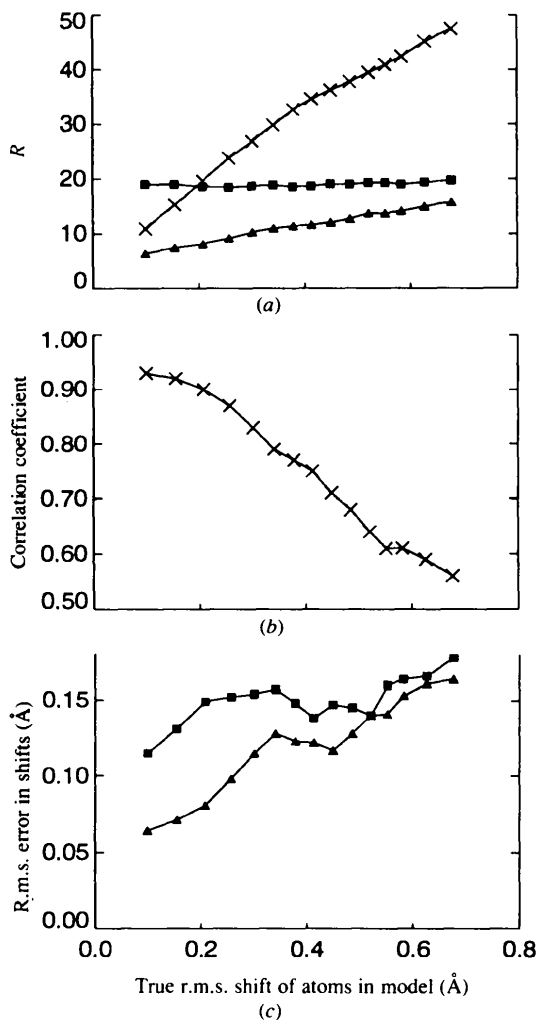 50
40
30
20
10
0
R
(a)
1.00
0.90
0.80
0.70
0.60
0.50
Correlation coefficient
(b)
0.15
0.10
0.05
0.00
R.m.s. error in shifts (Å)
0.0 0.2 0.4 0.6 0.8
True r.m.s. shift of atoms in model (Å)
(c)